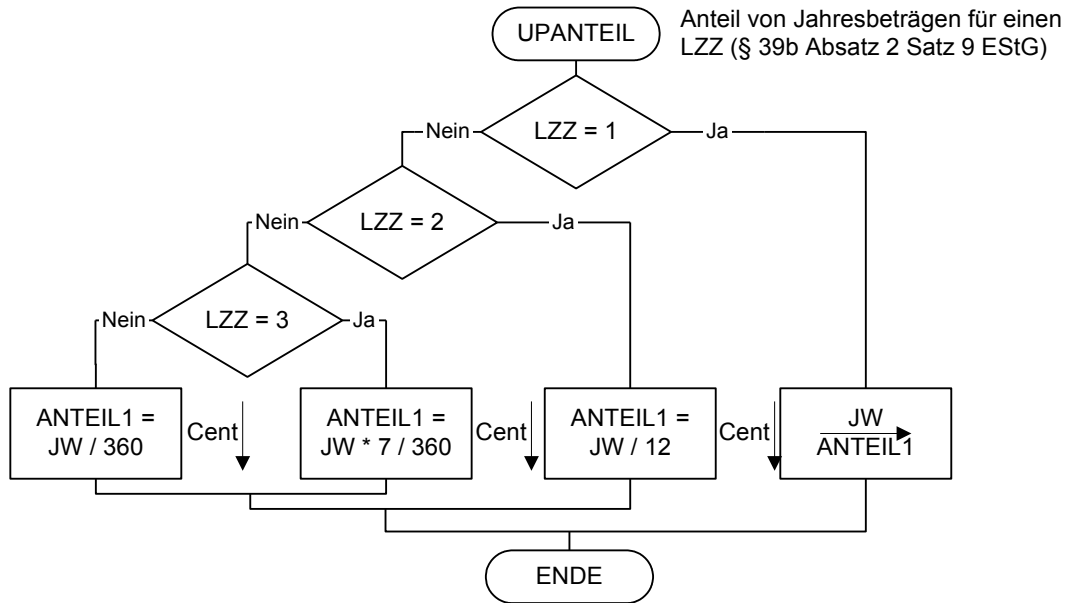 UPANTEIL
Anteil von Jahresbeträgen für einen
LZZ (§ 39b Absatz 2 Satz 9 EStG)
Nein
LZZ = 1
Ja
Nein
LZZ = 2
Ja
Nein
LZZ = 3
Ja
ANTEIL1 =
JW / 360
Cent
ANTEIL1 =
JW * 7 / 360
Cent
ANTEIL1 =
JW / 12
Cent
JW
ANTEIL1
ENDE